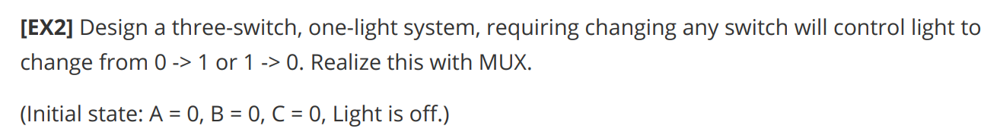 [EX2] Design a three-switch, one-light system, requiring changing any switch will control light to
change from 0 -> 1 or 1 -> 0. Realize this with MUX.
(Initial state: A = 0, B = 0, C = 0, Light is off.)